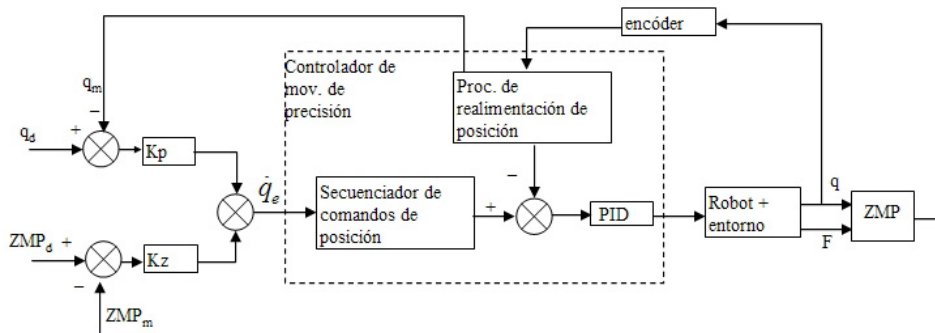 encóder
Controlador de
mov. de
precisión
Proc. de
realimentación de
posición
q_m
−
q_d
+
Kp
−
q̇_e
Secuenciador de
comandos de
posición
+
PID
Robot +
entorno
q
F
ZMP
ZMP_d +
−
Kz
ZMP_m